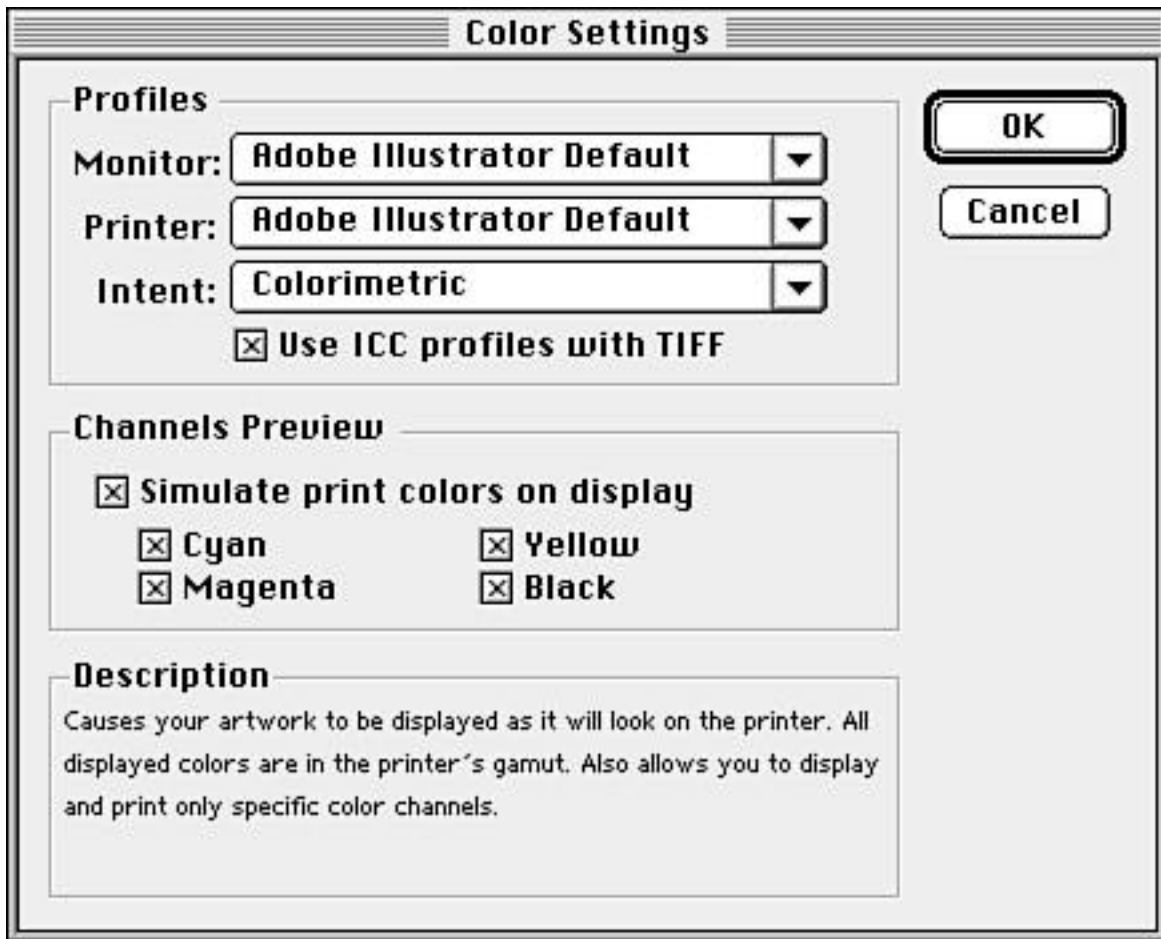 Color Settings
Profiles
Monitor: Adobe Illustrator Default
Printer: Adobe Illustrator Default
Intent: Colorimetric
Use ICC profiles with TIFF
OK
Cancel
Channels Preview
Simulate print colors on display
Cyan Yellow
Magenta Black
Description
Causes your artwork to be displayed as it will look on the printer. All
displayed colors are in the printer´s gamut. Also allows you to display
and print only specific color channels.